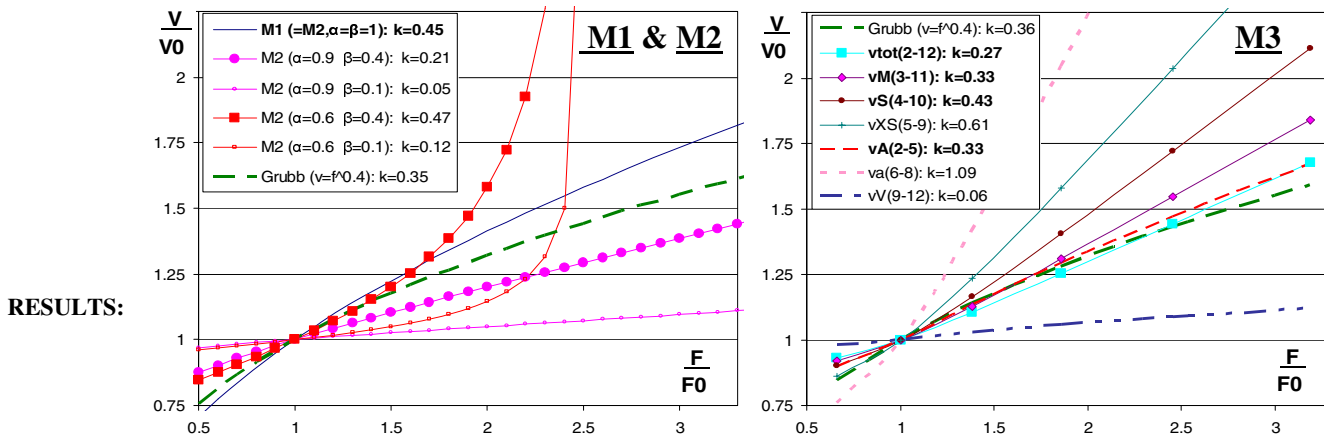 RESULTS:
V
V0
M1 & M2
M1 (=M2,α=β=1): k=0.45
M2 (α=0.9 β=0.4): k=0.21
M2 (α=0.9 β=0.1): k=0.05
M2 (α=0.6 β=0.4): k=0.47
M2 (α=0.6 β=0.1): k=0.12
Grubb (v=f^0.4): k=0.35
2
1.75
1.5
1.25
1
0.75
F
F0
0.5 1 1.5 2 2.5 3
V
V0
M3
Grubb (v=f^0.4): k=0.36
vtot(2-12): k=0.27
vM(3-11): k=0.33
vS(4-10): k=0.43
vXS(5-9): k=0.61
vA(2-5): k=0.33
va(6-8): k=1.09
vV(9-12): k=0.06
2
1.75
1.5
1.25
1
0.75
F
F0
0.5 1 1.5 2 2.5 3